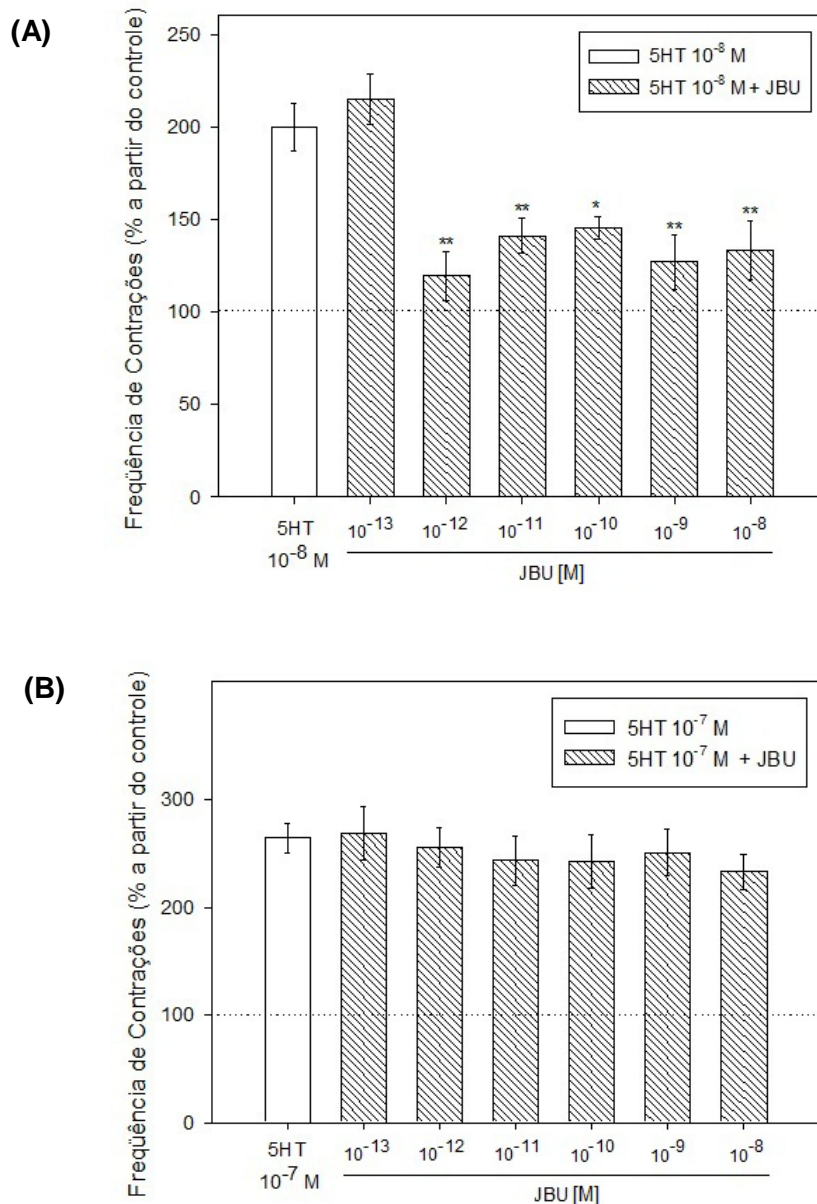 (A)
Freqüência de Contrações (% a partir do controle)
250
200
150
100
50
0
5HT 10⁻⁸ M
5HT 10⁻⁸ M + JBU
**
**
*
**
**
5HT
10⁻⁸ M
10⁻¹³ 10⁻¹² 10⁻¹¹ 10⁻¹⁰ 10⁻⁹ 10⁻⁸
JBU [M]
(B)
Freqüência de Contrações (% a partir do controle)
300
200
100
0
5HT 10⁻⁷ M
5HT 10⁻⁷ M + JBU
5HT
10⁻⁷ M
10⁻¹³ 10⁻¹² 10⁻¹¹ 10⁻¹⁰ 10⁻⁹ 10⁻⁸
JBU [M]